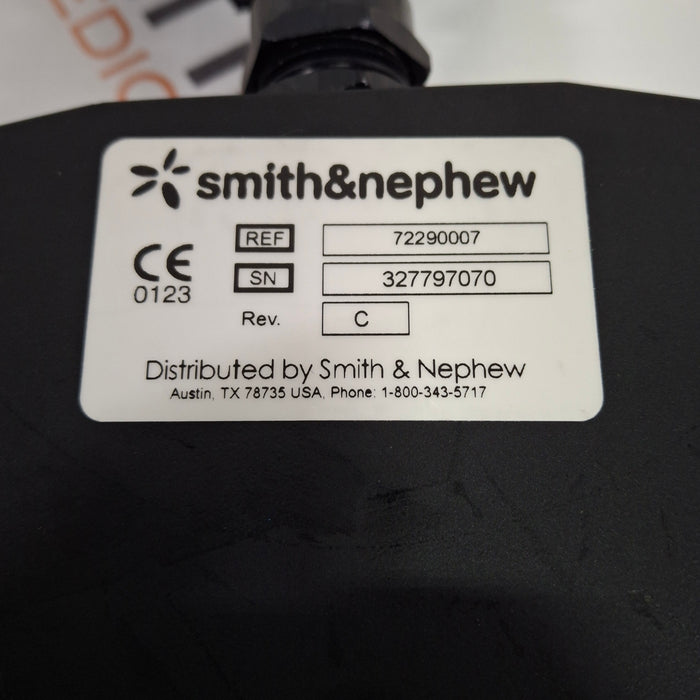 EDIC
smith&nephew
REF 72290007
CE
0123
SN 327797070
Rev. C
Distributed by Smith & Nephew
Austin, TX 78735 USA, Phone: 1-800-343-5717